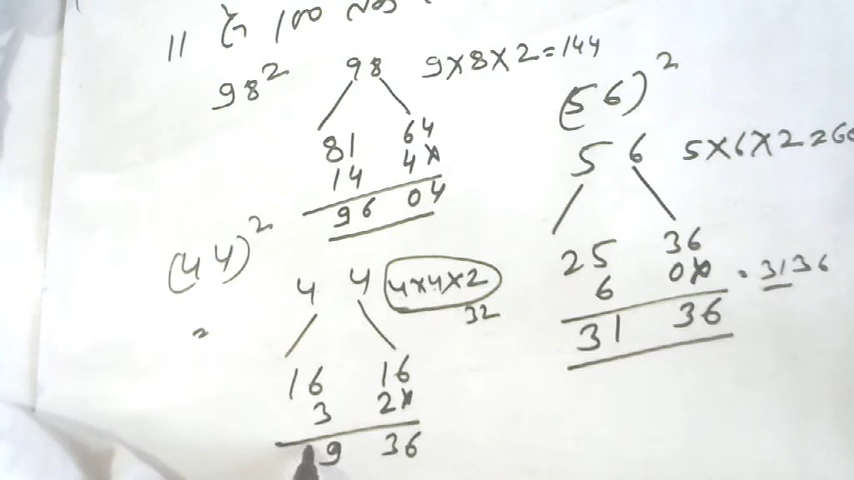 11 से 100 तक
98² 98 9×8×2=144
81 64
14 4×
96 04
(44)²
= 4 4 4×4×2
32
16 16
3 2×
9 36
(56)²
5 6 5×6×2=60
25 36
6 0× = 3136
31 36